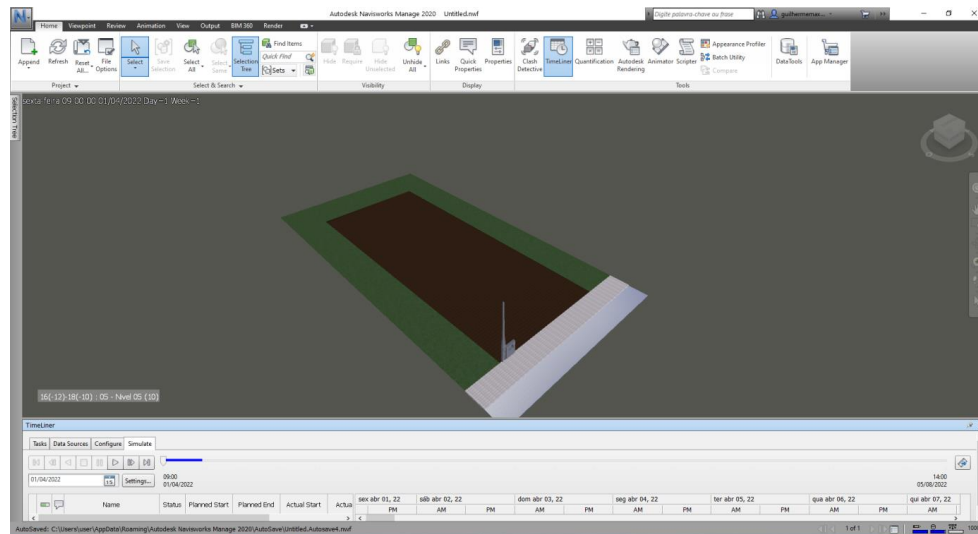 Autodesk Navisworks Manage 2020 Untitled.nwf
Digite palavra-chave ou frase
Home Viewpoint Review Animation View Output BIM 360 Render
Append
Refresh
Reset All...
File Options
Select
Save Selection
Select All
Select Same
Selection Tree
Find Items
Quick Find
Sets
Hide
Require
Hide Unselected
Unhide All
Links
Quick Properties
Properties
Clash Detective
TimeLiner
Quantification
Autodesk Rendering
Animator
Scripter
Appearance Profiler
Batch Utility
Compare
DataTools
App Manager
Project
Select & Search
Visibility
Display
Tools
Selection Tree
sexta-feira 09:00:00 01/04/2022 Day=1 Week=1
16(-12)-18(-10) : 05 - Nivel 05 (10)
TimeLiner
Tasks Data Sources Configure Simulate
01/04/2022
Settings...
09:00
01/04/2022
14:00
05/08/2022
Name Status Planned Start Planned End Actual Start Actua
sex abr 01, 22 sáb abr 02, 22 dom abr 03, 22 seg abr 04, 22 ter abr 05, 22 qua abr 06, 22 qui abr 07, 22
PM AM PM AM PM AM PM AM PM AM PM AM
AutoSaved: C:\Users\user\AppData\Roaming\Autodesk Navisworks Manage 2020\AutoSave\Untitled.Autosave4.nwf
1 of 1